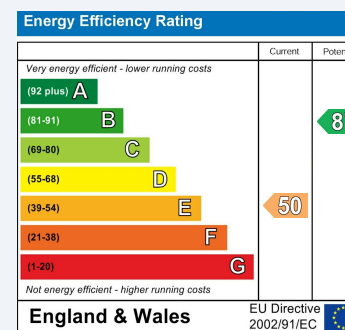 Energy Efficiency Rating
Current
Very energy efficient - lower running costs
(92 plus) A
(81-91) B
(69-80) C
(55-68) D
(39-54) E
50
(21-38) F
(1-20) G
Not energy efficient - higher running costs
England & Wales
EU Directive
2002/91/EC